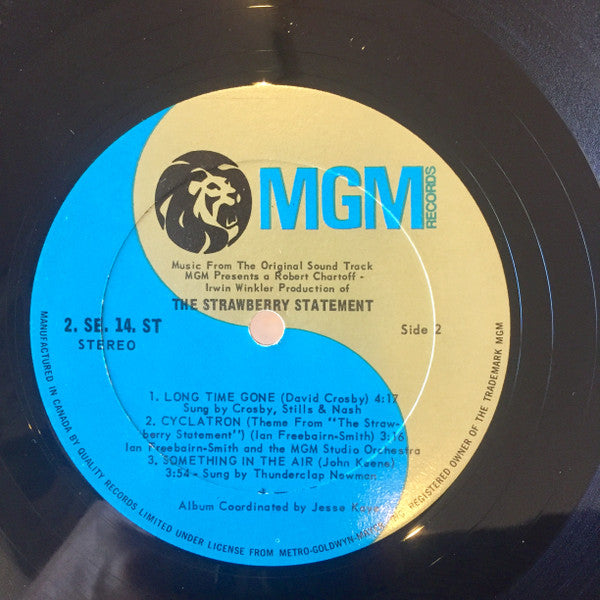 MGM
RECORDS
Music From The Original Sound Track
MGM Presents a Robert Chartoff -
Irwin Winkler Production of
THE STRAWBERRY STATEMENT
2. SE. 14. ST
STEREO
Side 2
1. LONG TIME GONE (David Crosby) 4:17
Sung by Crosby, Stills & Nash
2. CYCLATRON (Theme From "The Straw-
berry Statement") (Ian Freebairn-Smith) 3:16
Ian Freebairn-Smith and the MGM Studio Orchestra
3. SOMETHING IN THE AIR (John Keene)
3:54 - Sung by Thunderclap Newman
Album Coordinated by Jesse
MANUFACTURED IN CANADA BY QUALITY RECORDS LIMITED UNDER LICENSE FROM METRO-GOLDWYN- REGISTERED OWNER OF THE TRADEMARK MGM